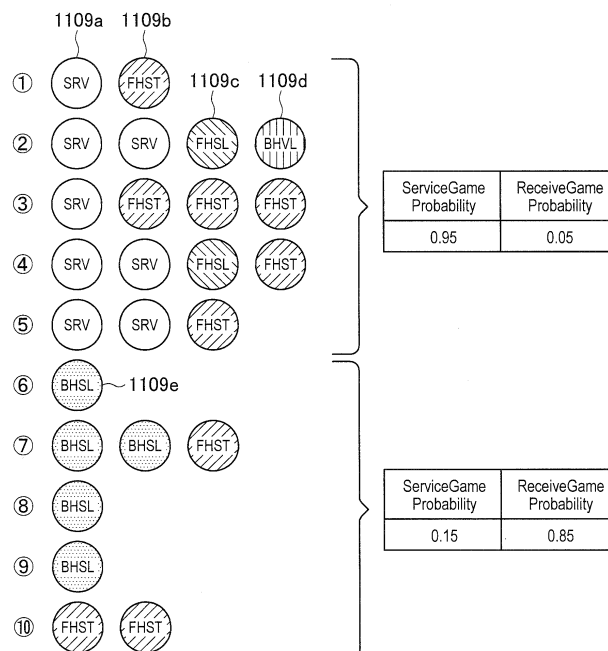 1109a 1109b
① SRV FHST
1109c 1109d
② SRV SRV FHSL BHVL
③ SRV FHST FHST FHST
④ SRV SRV FHSL FHST
⑤ SRV SRV FHST
ServiceGame Probability ReceiveGame Probability
0.95 0.05
⑥ BHSL 1109e
⑦ BHSL BHSL FHST
⑧ BHSL
⑨ BHSL
⑩ FHST FHST
ServiceGame Probability ReceiveGame Probability
0.15 0.85